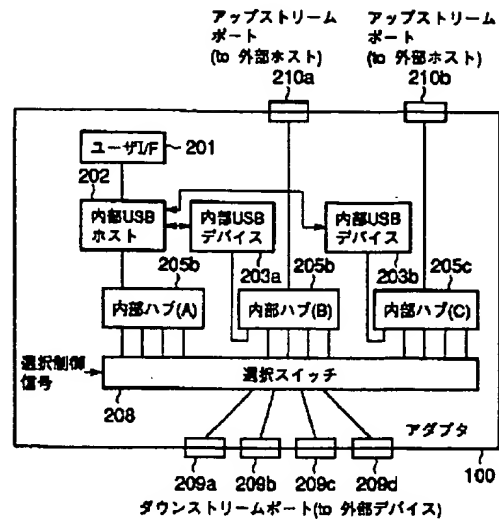 アップストリーム
ポート
(to 外部ホスト)
210a
アップストリーム
ポート
(to 外部ホスト)
210b
ユーザI/F
201
202
内部USB
ホスト
内部USB
デバイス
203a
内部USB
デバイス
203b
205b
内部ハブ(A)
205b
内部ハブ(B)
205c
内部ハブ(C)
選択制御
信号
選択スイッチ
208
アダプタ
209a
209b
209c
209d
100
ダウンストリームポート(to 外部デバイス)